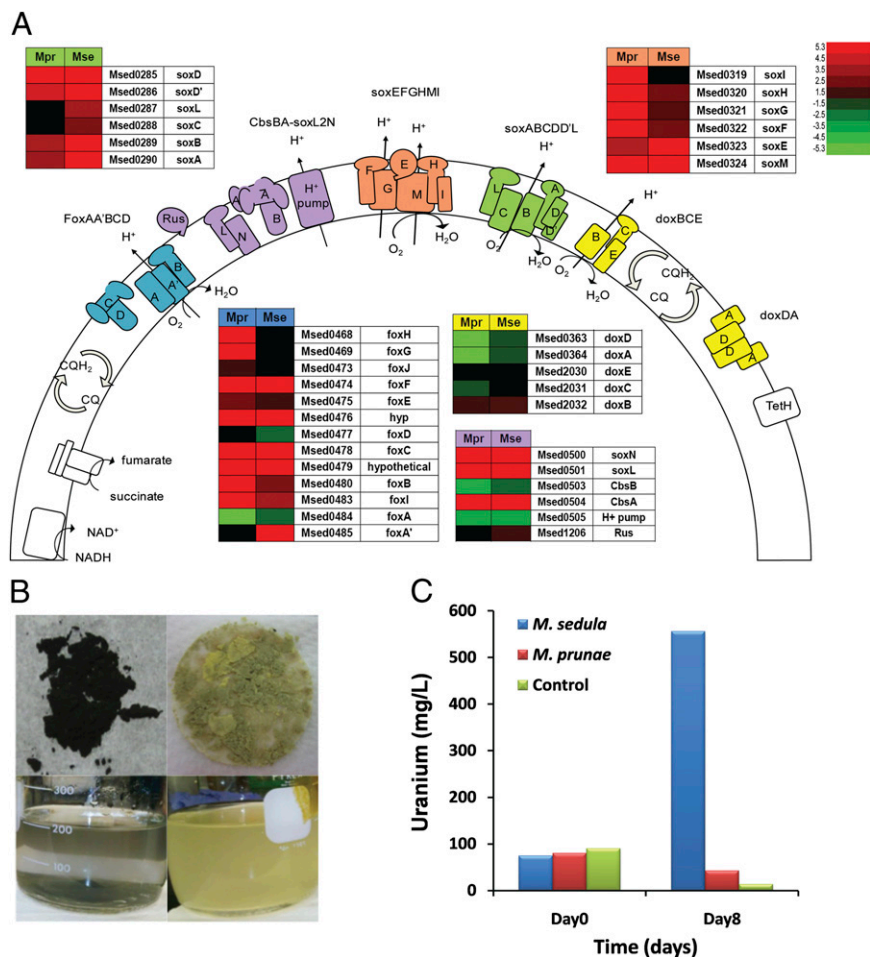 A
Mpr Mse
Msed0285 soxD
Msed0286 soxD'
Msed0287 soxL
Msed0288 soxC
Msed0289 soxB
Msed0290 soxA
Mpr Mse
Msed0319 soxI
Msed0320 soxH
Msed0321 soxG
Msed0322 soxF
Msed0323 soxE
Msed0324 soxM
5.3
4.5
3.5
2.5
1.5
-1.5
-2.5
-3.5
-4.5
-5.3
soxEFGHMI
CbsBA-soxL2N
soxABCDD'L
H⁺
H⁺
H⁺
H⁺
F G E M H I
L C B A D D'
A A' B L N
H⁺ pump
O₂ H₂O
O₂ H₂O
Rus
FoxAA'BCD
H⁺
C D A A' B
O₂ H₂O
H⁺
doxBCE
B C E
O₂ H₂O
CQH₂
CQ
doxDA
A D D A
TetH
CQH₂
CQ
fumarate
succinate
NAD⁺
NADH
Mpr Mse
Msed0468 foxH
Msed0469 foxG
Msed0473 foxJ
Msed0474 foxF
Msed0475 foxE
Msed0476 hyp
Msed0477 foxD
Msed0478 foxC
Msed0479 hypothetical
Msed0480 foxB
Msed0483 foxI
Msed0484 foxA
Msed0485 foxA'
Mpr Mse
Msed0363 doxD
Msed0364 doxA
Msed2030 doxE
Msed2031 doxC
Msed2032 doxB
Mpr Mse
Msed0500 soxN
Msed0501 soxL
Msed0503 CbsB
Msed0504 CbsA
Msed0505 H+ pump
Msed1206 Rus
B
300
200
100
C
Uranium (mg/L)
600
500
400
300
200
100
0
M. sedula
M. prunae
Control
Day0 Day8
Time (days)